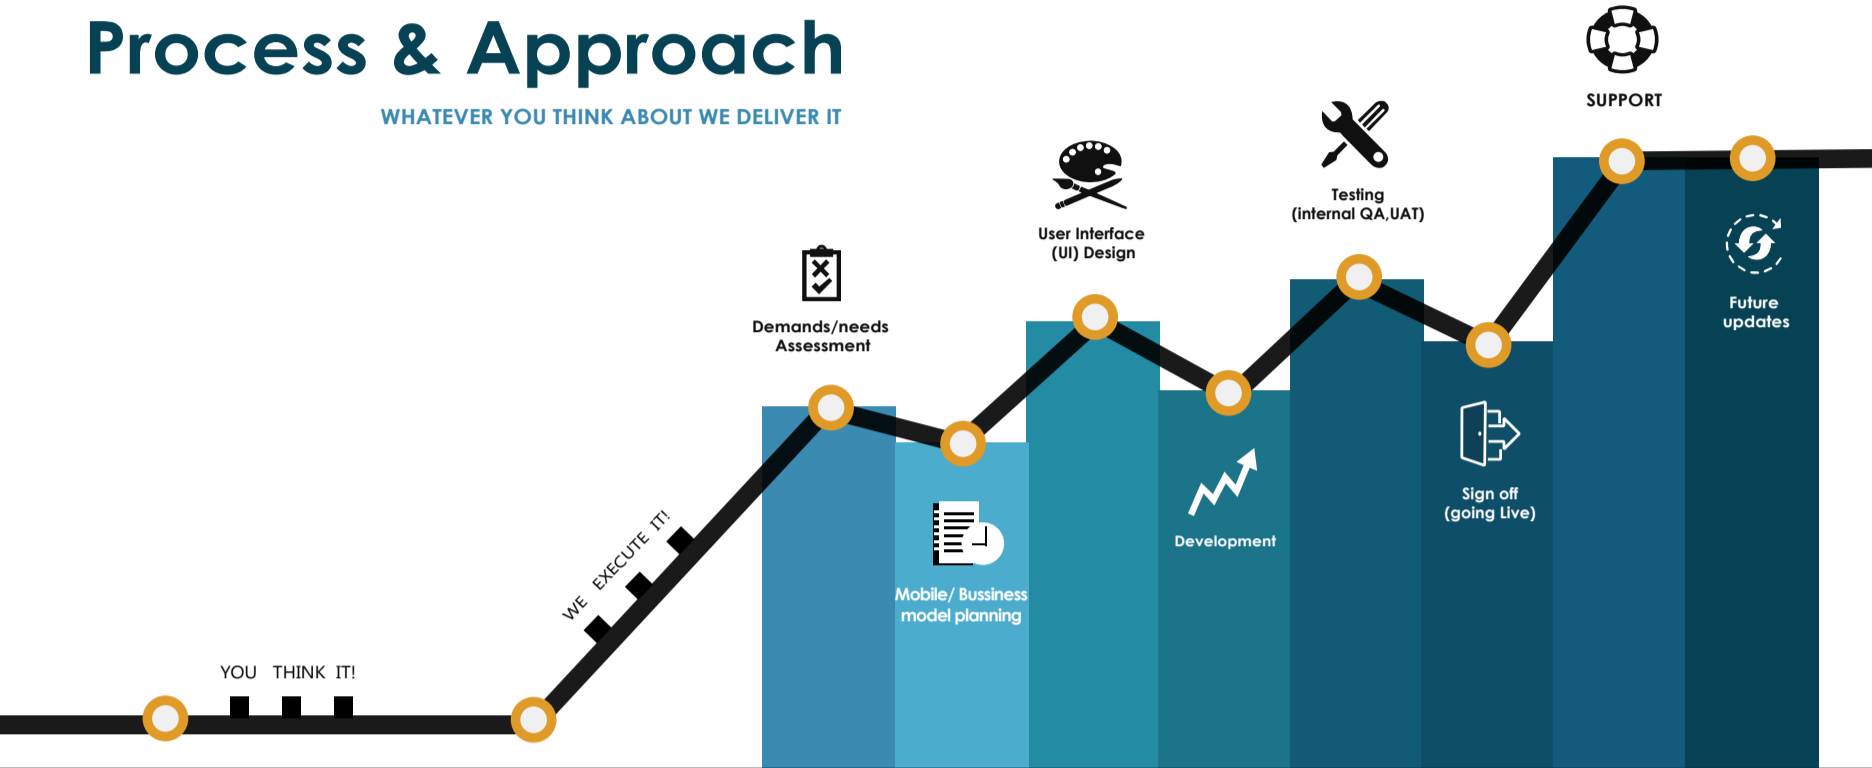 Process & Approach
WHATEVER YOU THINK ABOUT WE DELIVER IT
YOU THINK IT!
WE EXECUTE IT!
Demands/needs
Assessment
Mobile/ Bussiness
model planning
User Interface
(UI) Design
Development
Testing
(internal QA,UAT)
Sign off
(going Live)
SUPPORT
Future
updates